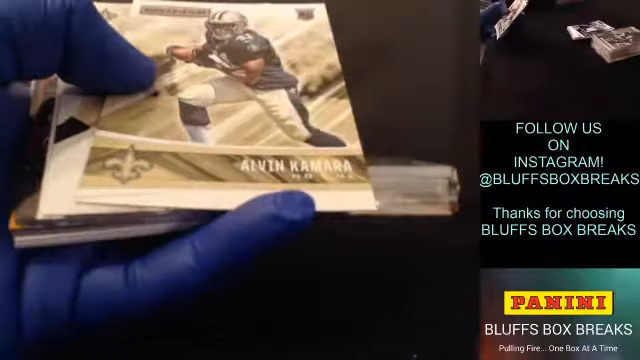 ALVIN KAMARA
FOLLOW US
ON
INSTAGRAM!
@BLUFFSBOXBREAKS
Thanks for choosing
BLUFFS BOX BREAKS
PANINI
BLUFFS BOX BREAKS
Pulling Fire... One Box At A Time